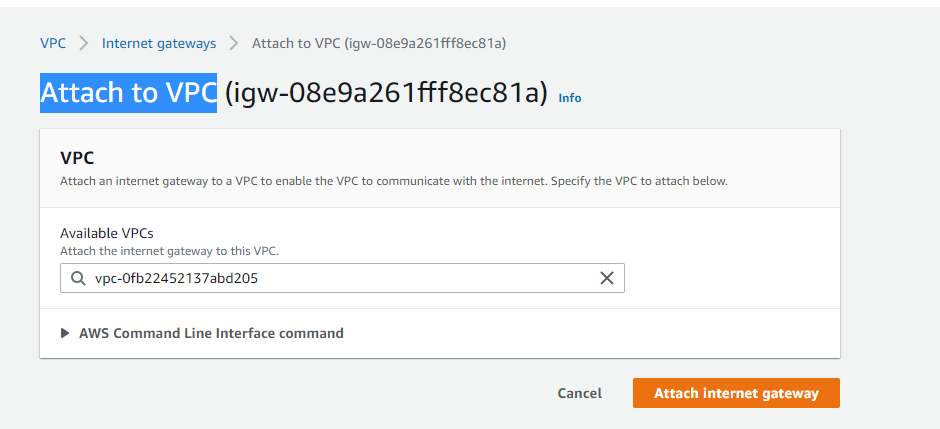 VPC > Internet gateways > Attach to VPC (igw-08e9a261fff8ec81a)
Attach to VPC (igw-08e9a261fff8ec81a) Info
VPC
Attach an internet gateway to a VPC to enable the VPC to communicate with the internet. Specify the VPC to attach below.
Available VPCs
Attach the internet gateway to this VPC.
vpc-0fb22452137abd205
AWS Command Line Interface command
Cancel Attach internet gateway